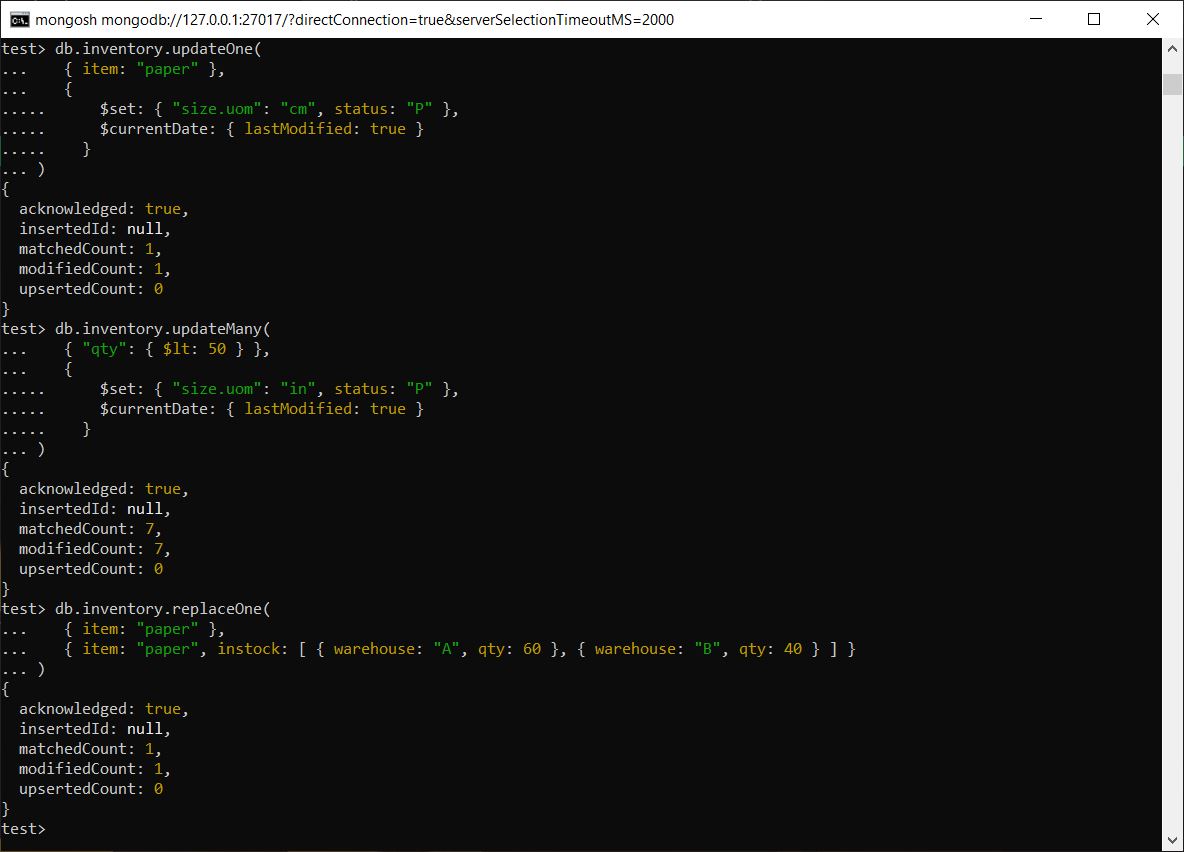 mongosh mongodb://127.0.0.1:27017/?directConnection=true&serverSelectionTimeoutMS=2000
test> db.inventory.updateOne(
...    { item: "paper" },
...    {
.....      $set: { "size.uom": "cm", status: "P" },
.....      $currentDate: { lastModified: true }
.....    }
... )
{
  acknowledged: true,
  insertedId: null,
  matchedCount: 1,
  modifiedCount: 1,
  upsertedCount: 0
}
test> db.inventory.updateMany(
...    { "qty": { $lt: 50 } },
...    {
.....      $set: { "size.uom": "in", status: "P" },
.....      $currentDate: { lastModified: true }
.....    }
... )
{
  acknowledged: true,
  insertedId: null,
  matchedCount: 7,
  modifiedCount: 7,
  upsertedCount: 0
}
test> db.inventory.replaceOne(
...    { item: "paper" },
...    { item: "paper", instock: [ { warehouse: "A", qty: 60 }, { warehouse: "B", qty: 40 } ] }
... )
{
  acknowledged: true,
  insertedId: null,
  matchedCount: 1,
  modifiedCount: 1,
  upsertedCount: 0
}
test>